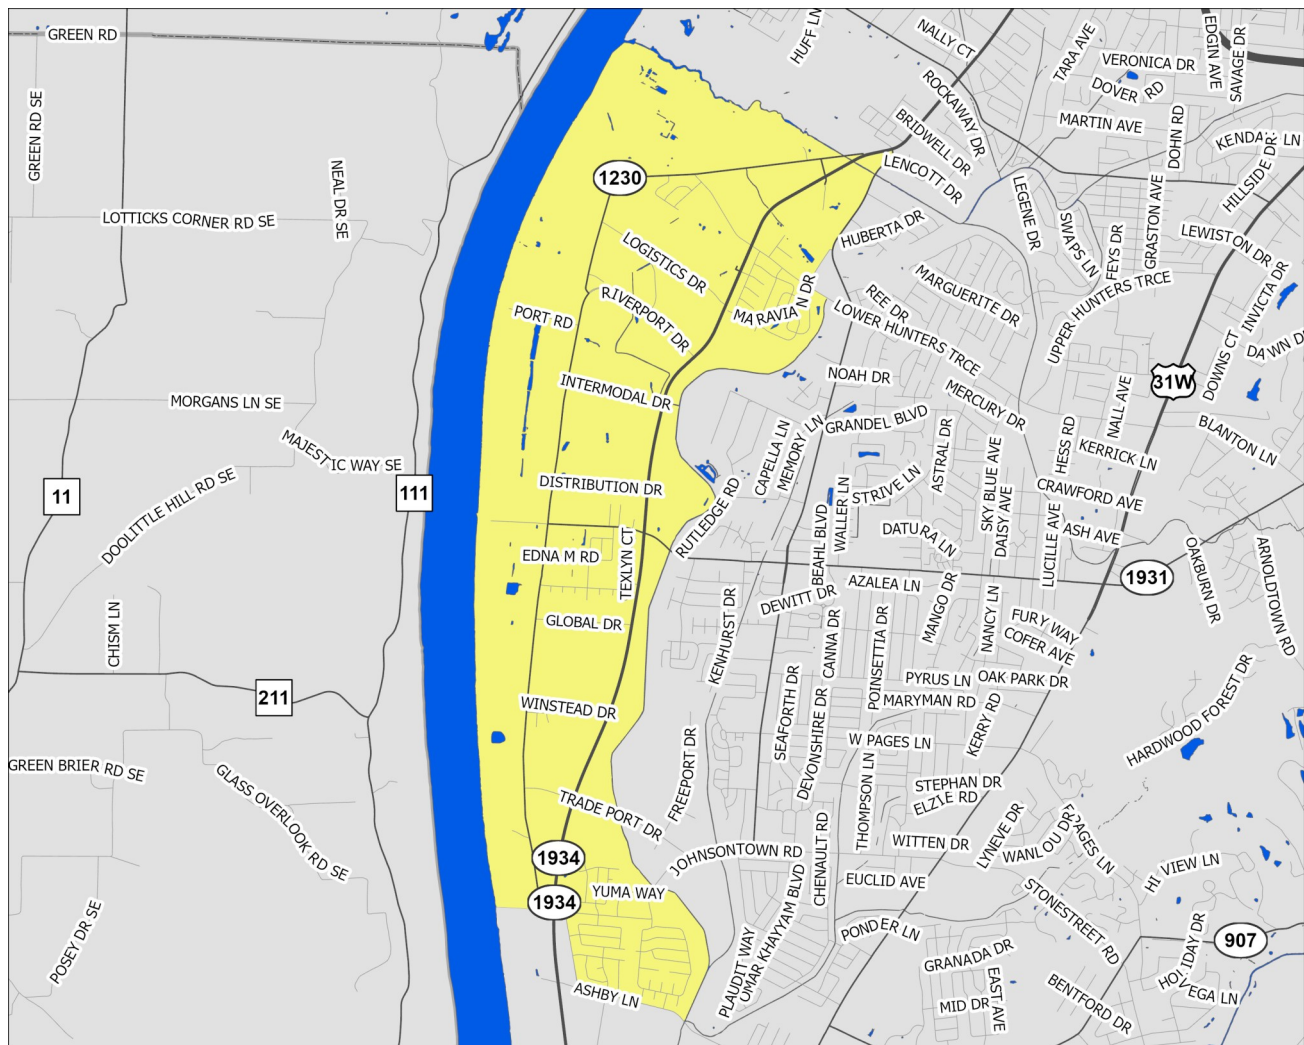 GREEN RD
HUFF LN
NALLY CT
TARA AVE
EDGIN AVE
SAVAGE DR
VERONICA DR
DOVER RD
ROCKAWAY DR
GREEN RD SE
MARTIN AVE
BRIDWELL DR
DOHN RD
KENDALL LN
NEAL DR SE
1230
LENCOTT DR
HILLSIDE DR
LEGENE DR
GRASTON AVE
LOTTICKS CORNER RD SE
HUBERTA DR
SWAPS LN
FEYS DR
LEWISTON DR
LOGISTICS DR
MARGUERITE DR
UPPER HUNTERS TRCE
INVICTA DR
RIVERPORT DR
REE DR
PORT RD
MARAVIAN DR
LOWER HUNTERS TRCE
DOWNS CT
DAWN D
31W
NOAH DR
INTERMODAL DR
MERCURY DR
NALL AVE
MORGANS LN SE
GRANDEL BLVD
HESS RD
BLANTON LN
MAJESTIC WAY SE
CAPELLA LN
MEMORY LN
ASTRAL DR
KERRICK LN
11
111
DISTRIBUTION DR
STRIVE LN
SKY BLUE AVE
CRAWFORD AVE
DOOLITTLE HILL RD SE
RUTLEDGE RD
WALLER LN
DAISY AVE
ASH AVE
DATURA LN
LUCILLE AVE
EDNA M RD
TEXLYN CT
BEAHL BLVD
AZALEA LN
1931
OAKBURN DR
ARNOLDTOWN RD
DEWITT DR
MANGO DR
NANCY LN
CHISM LN
GLOBAL DR
KENHURST DR
CANNA DR
POINSETTIA DR
FURY WAY
COFER AVE
211
PYRUS LN
OAK PARK DR
WINSTEAD DR
SEAFORTH DR
DEVONSHIRE DR
MARYMAN RD
KERRY RD
HARDWOOD FOREST DR
GREEN BRIER RD SE
FREEPORT DR
W PAGES LN
GLASS OVERLOOK RD SE
TRADE PORT DR
THOMPSON LN
STEPHAN DR
ELZIE RD
E PAGES LN
1934
JOHNSONTOWN RD
CHENAULT RD
WITTEN DR
LYNEVE DR
WANLOU DR
HI VIEW LN
1934
YUMA WAY
EUCLID AVE
STONESTREET RD
POSEY DR SE
PLAUDIT WAY
OMAR KHAYYAM BLVD
PONDER LN
907
GRANADA DR
HOLIDAY DR
ASHBY LN
MID DR
EAST AVE
BENTFORD DR
VEGA LN